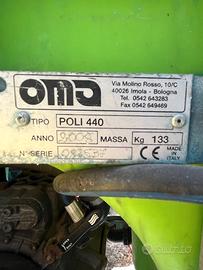 OMA
Via Molino Rosso, 10/C
40026 Imola - Bologna
Tel. 0542 643283
Fax 0542 649469
TIPO POLI 440
ANNO 2002 MASSA Kg 133
N° SERIE
CE MADE IN ITALY
subito